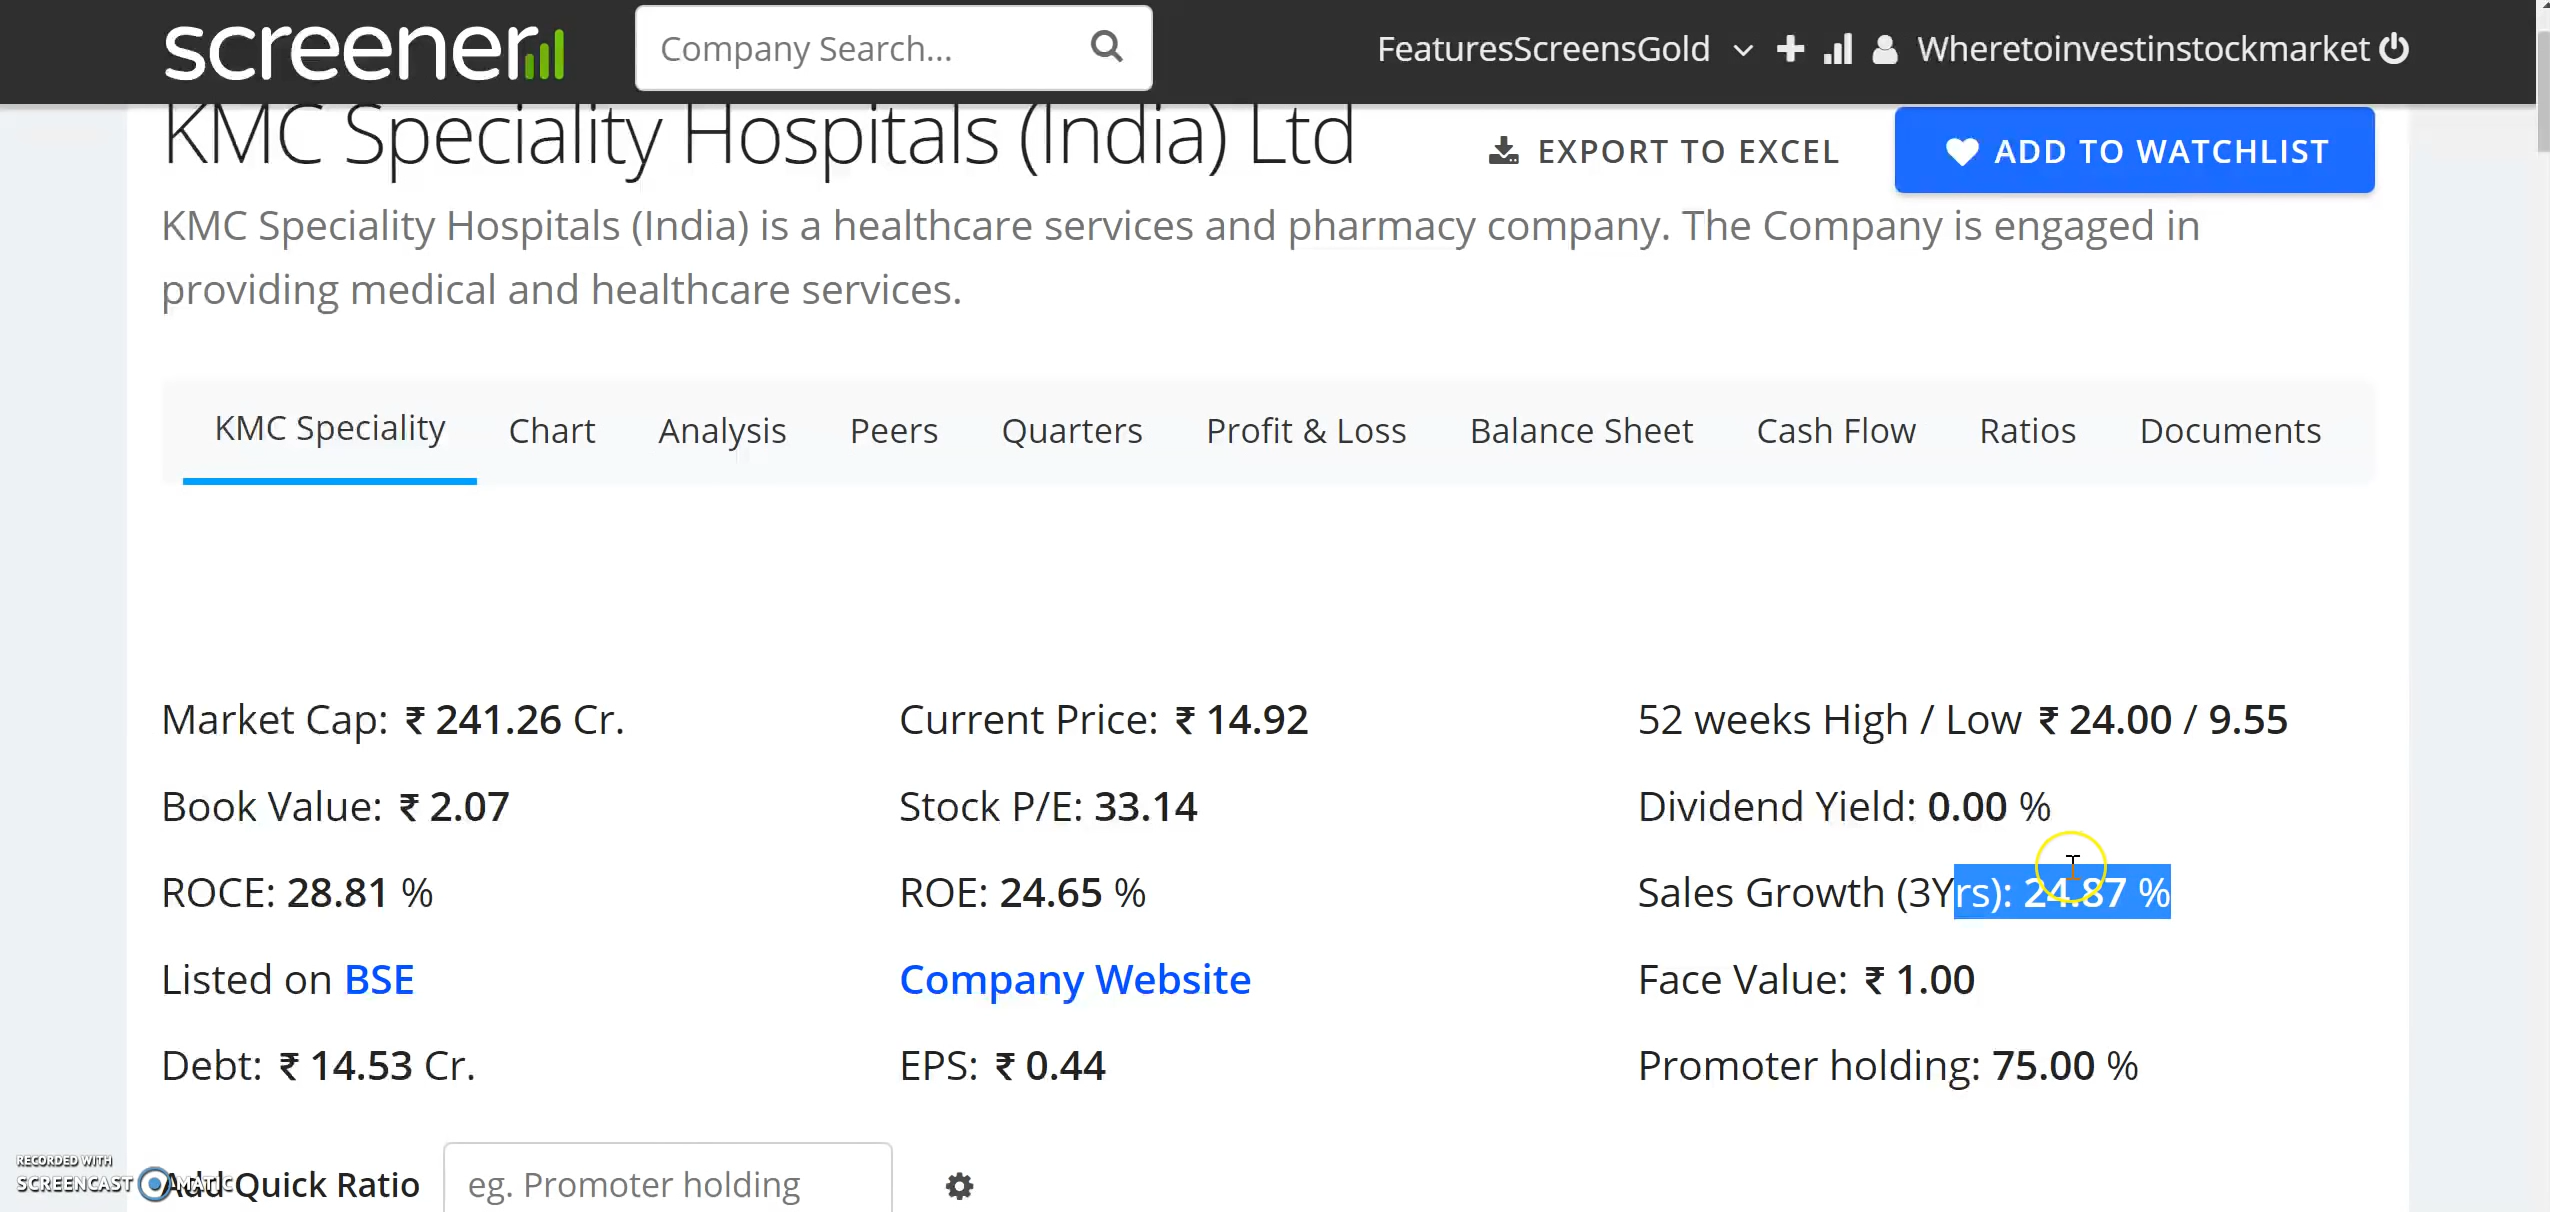 screener
Company Search...
FeaturesScreensGold
Wheretoinvestinstockmarket
KMC Speciality Hospitals (India) Ltd
EXPORT TO EXCEL
ADD TO WATCHLIST
KMC Speciality Hospitals (India) is a healthcare services and pharmacy company. The Company is engaged in
providing medical and healthcare services.
KMC Speciality Chart Analysis Peers Quarters Profit & Loss Balance Sheet Cash Flow Ratios Documents
Market Cap: ₹ 241.26 Cr.
Current Price: ₹ 14.92
52 weeks High / Low ₹ 24.00 / 9.55
Book Value: ₹ 2.07
Stock P/E: 33.14
Dividend Yield: 0.00 %
ROCE: 28.81 %
ROE: 24.65 %
Sales Growth (3Yrs): 24.87 %
Listed on BSE
Company Website
Face Value: ₹ 1.00
Debt: ₹ 14.53 Cr.
EPS: ₹ 0.44
Promoter holding: 75.00 %
Add Quick Ratio
eg. Promoter holding
RECORDED WITH
SCREENCAST MATIC